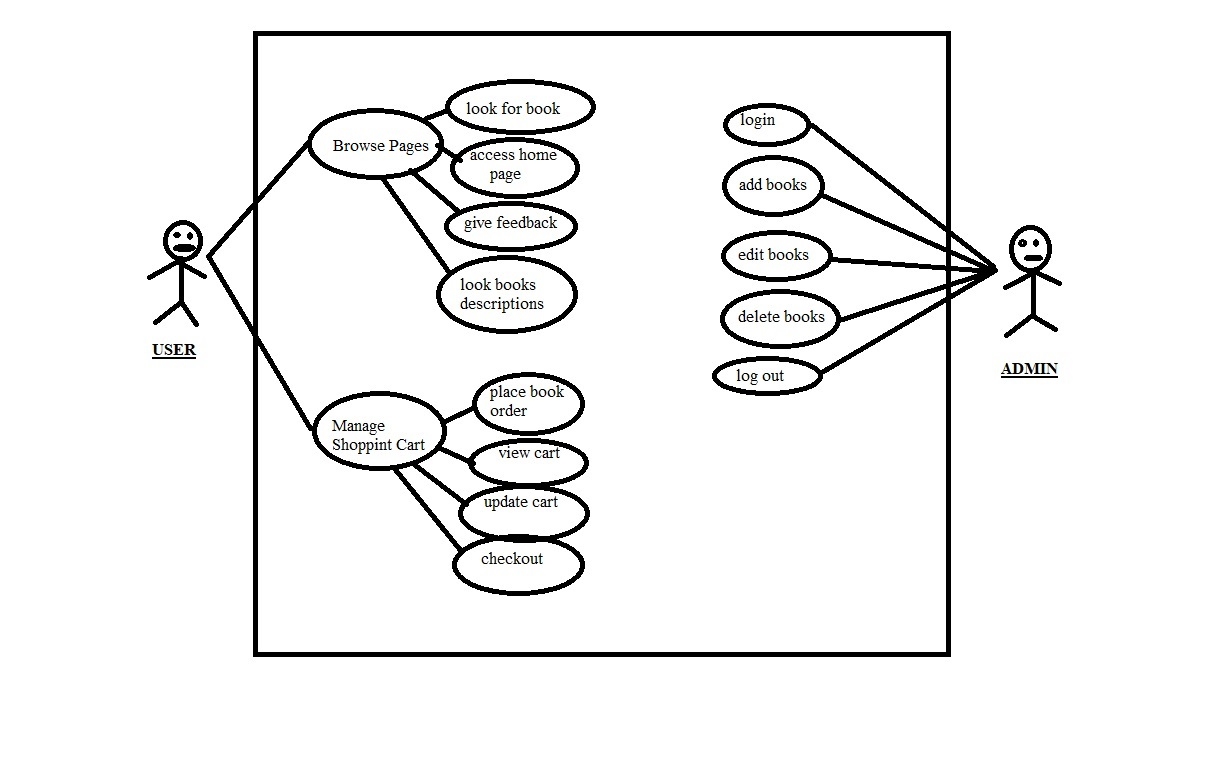 look for book
Browse Pages
access home
page
give feedback
look books
descriptions
USER
Manage
Shoppint Cart
place book
order
view cart
update cart
checkout
login
add books
edit books
delete books
log out
ADMIN